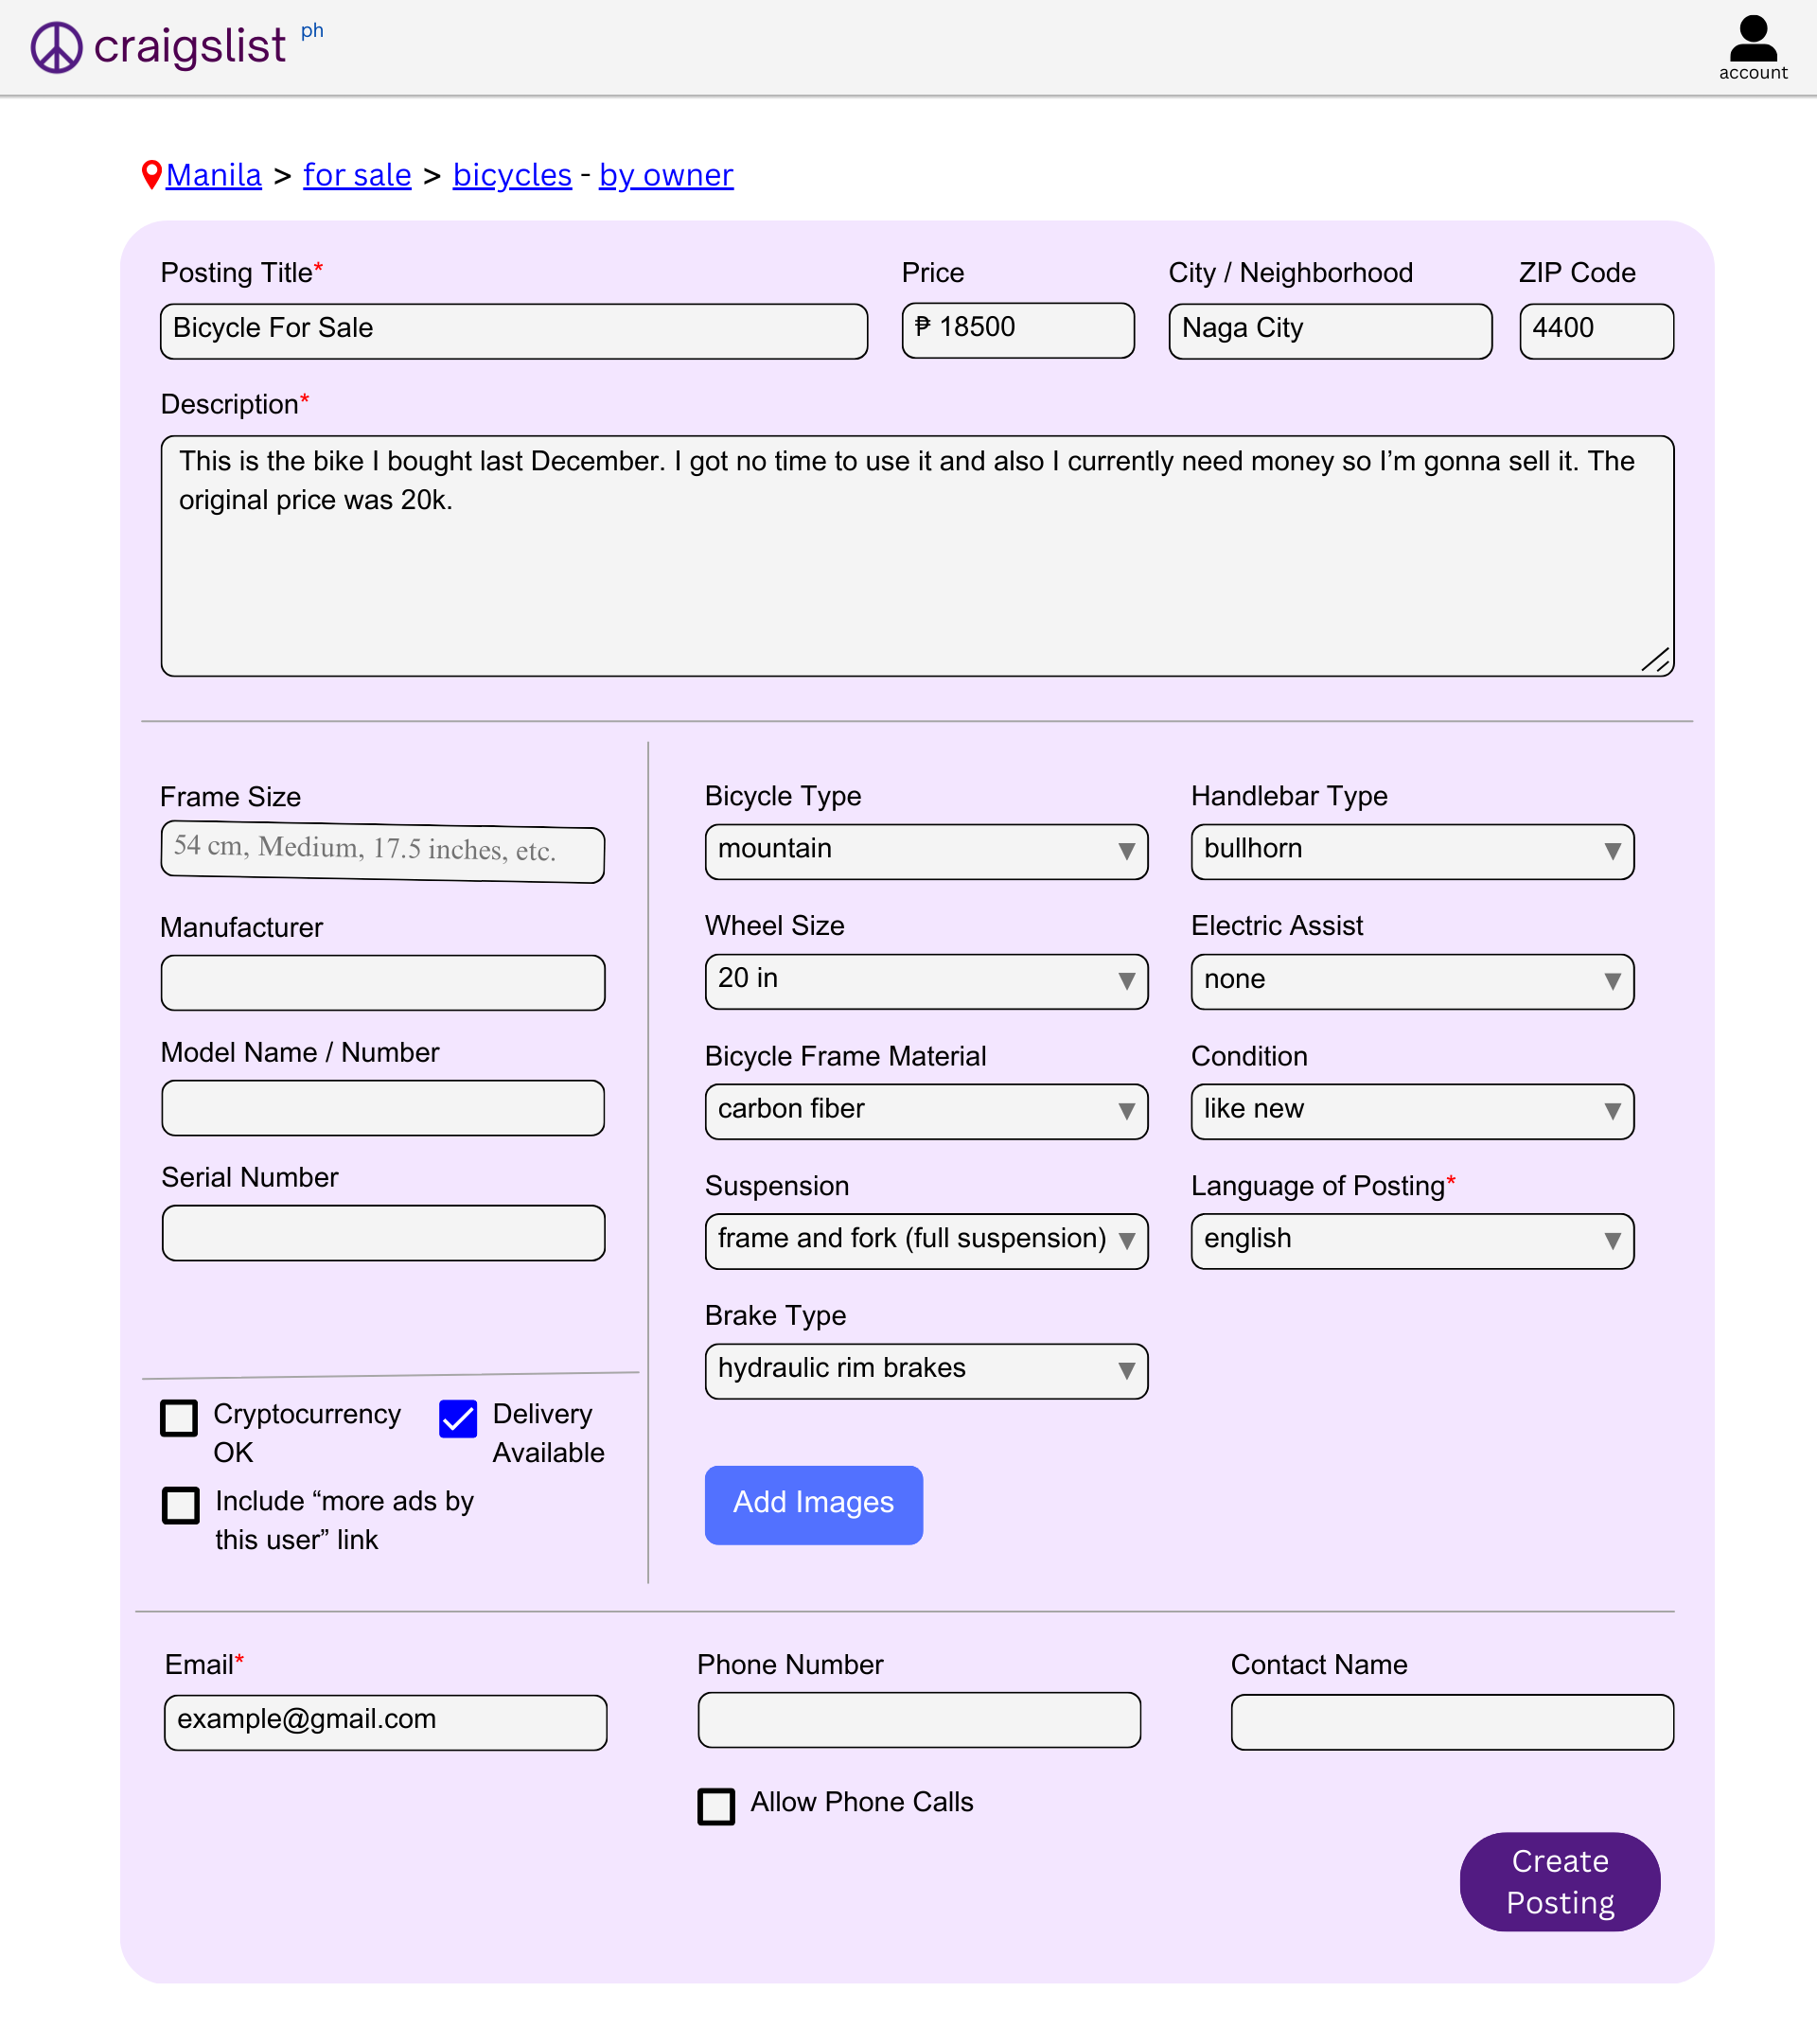 craigslist ph
account
Manila > for sale > bicycles - by owner
Posting Title* Price City / Neighborhood ZIP Code
Bicycle For Sale ₱ 18500 Naga City 4400
Description*
This is the bike I bought last December. I got no time to use it and also I currently need money so I’m gonna sell it. The
original price was 20k.
Frame Size
54 cm, Medium, 17.5 inches, etc.
Manufacturer
Model Name / Number
Serial Number
Cryptocurrency
OK
Delivery
Available
Include “more ads by
this user” link
Bicycle Type
mountain ▼
Wheel Size
20 in ▼
Bicycle Frame Material
carbon fiber ▼
Suspension
frame and fork (full suspension) ▼
Brake Type
hydraulic rim brakes ▼
Handlebar Type
bullhorn ▼
Electric Assist
none ▼
Condition
like new ▼
Language of Posting*
english ▼
Add Images
Email*
example@gmail.com
Phone Number
Allow Phone Calls
Contact Name
Create
Posting